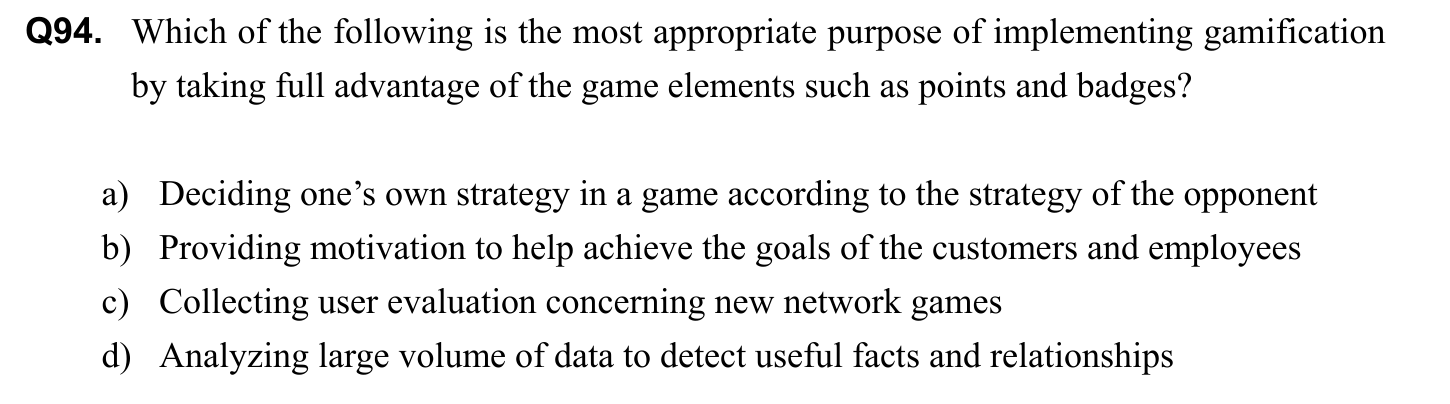 Q94. Which of the following is the most appropriate purpose of implementing gamification
by taking full advantage of the game elements such as points and badges?
a) Deciding one’s own strategy in a game according to the strategy of the opponent
b) Providing motivation to help achieve the goals of the customers and employees
c) Collecting user evaluation concerning new network games
d) Analyzing large volume of data to detect useful facts and relationships